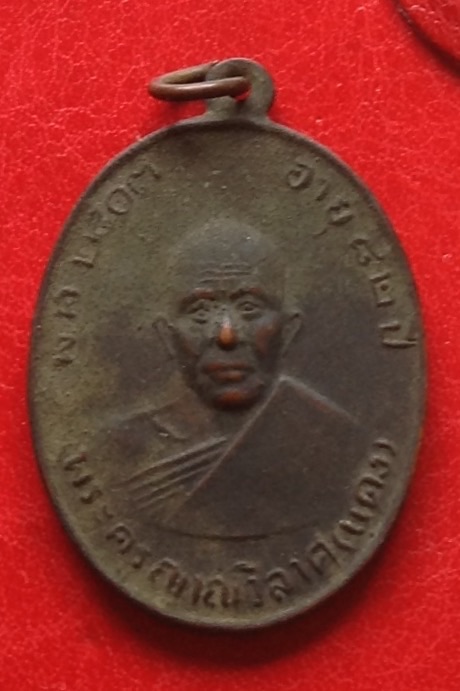 พ.ศ ๒๕๐๓
อายุ ๘๒ ปี
(พระครูญาณวิลาศ(แดง)